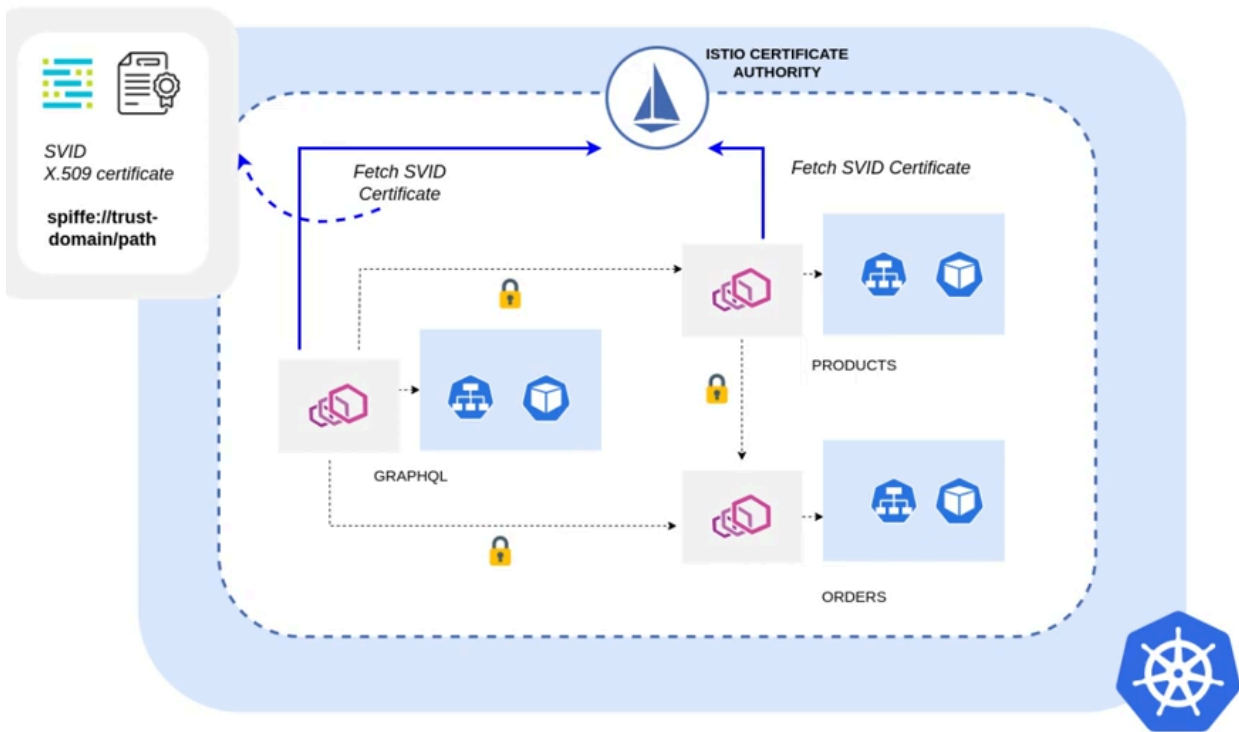 ISTIO CERTIFICATE
AUTHORITY
SVID
X.509 certificate
spiffe://trust-
domain/path
Fetch SVID
Certificate
Fetch SVID Certificate
PRODUCTS
GRAPHQL
ORDERS